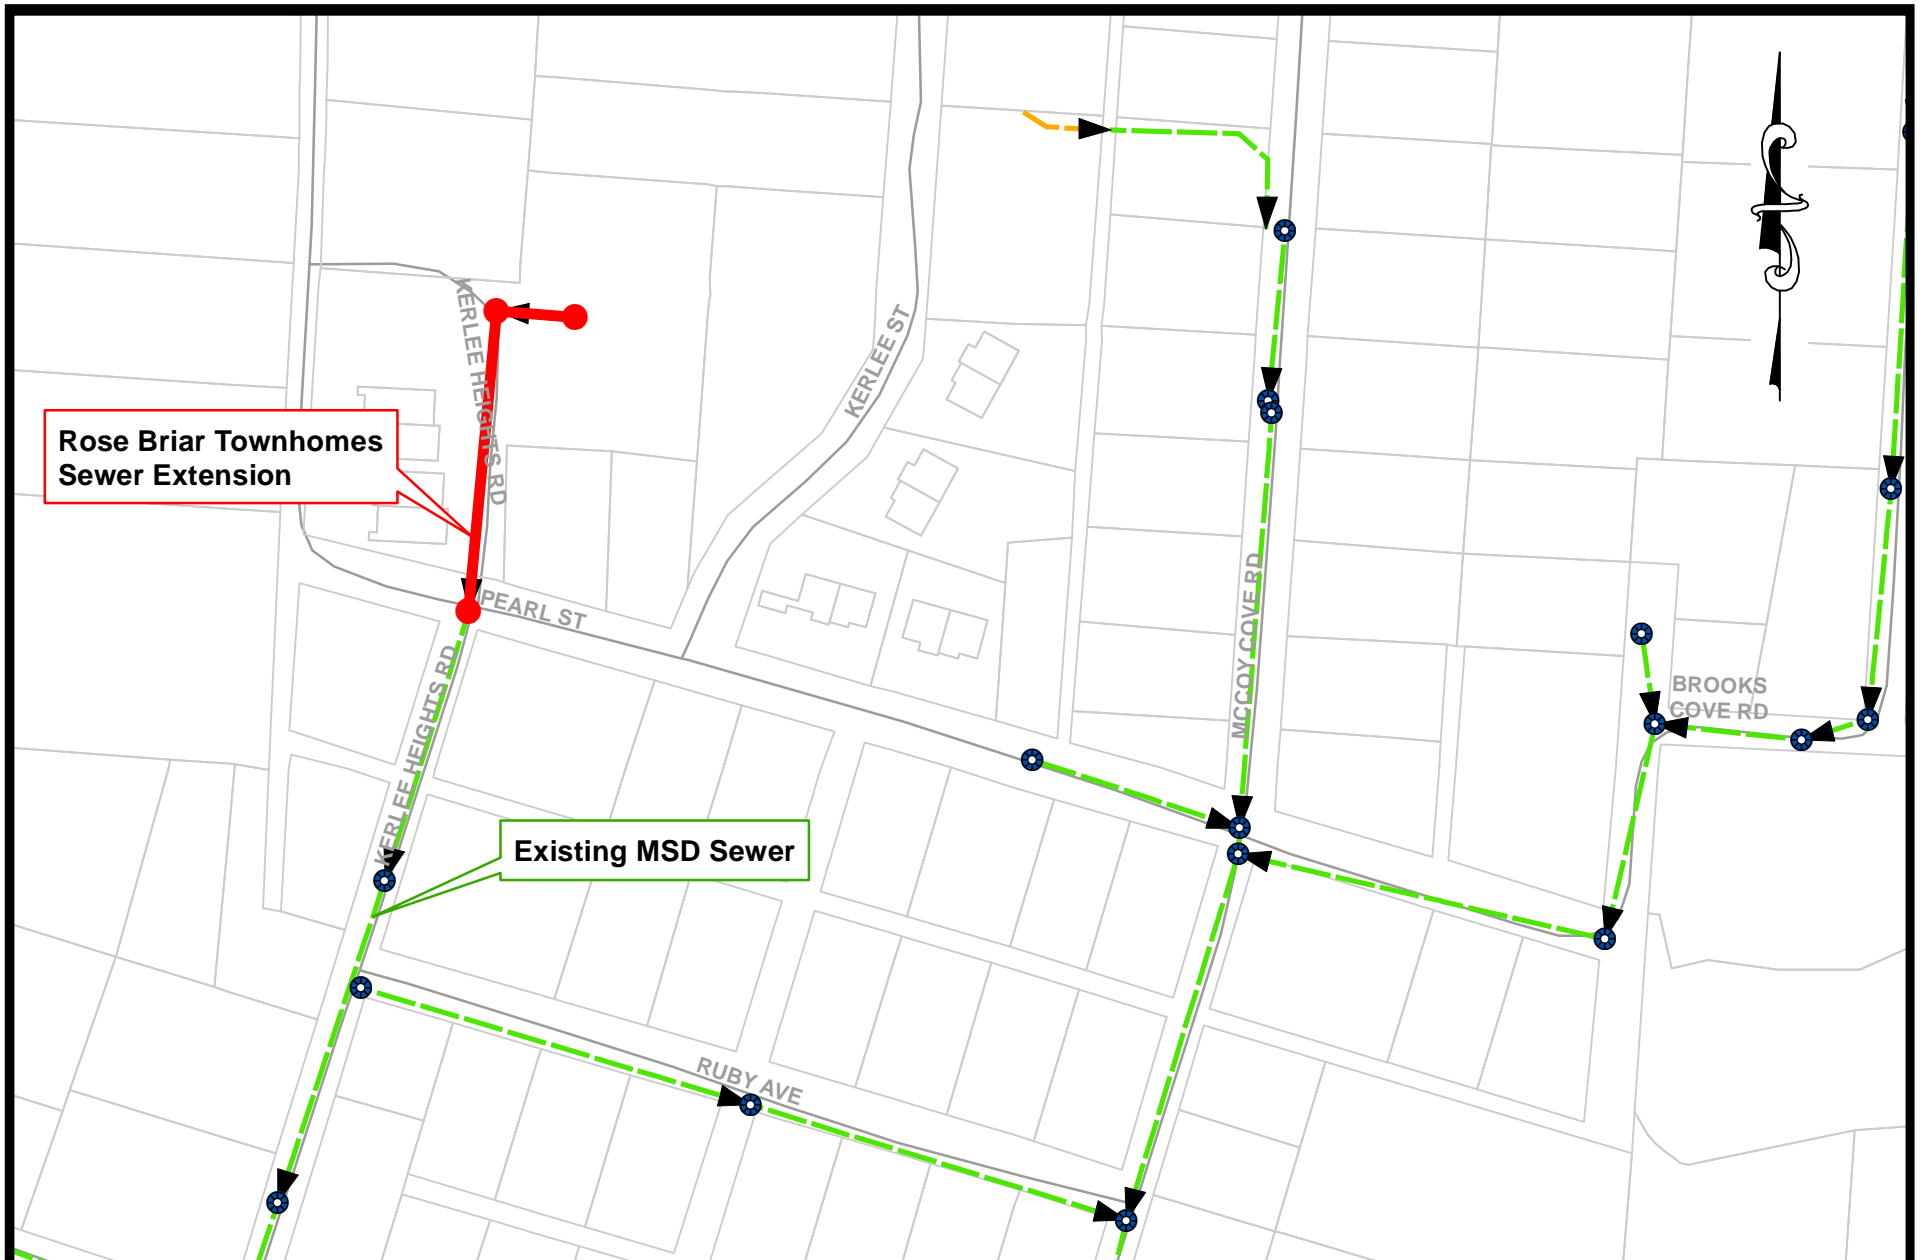 KERLEE HEIGHTS RD
KERLEE ST
Rose Briar Townhomes
Sewer Extension
PEARL ST
MCCOY COVE RD
KERLEE HEIGHTS RD
BROOKS
COVE RD
Existing MSD Sewer
RUBY AVE